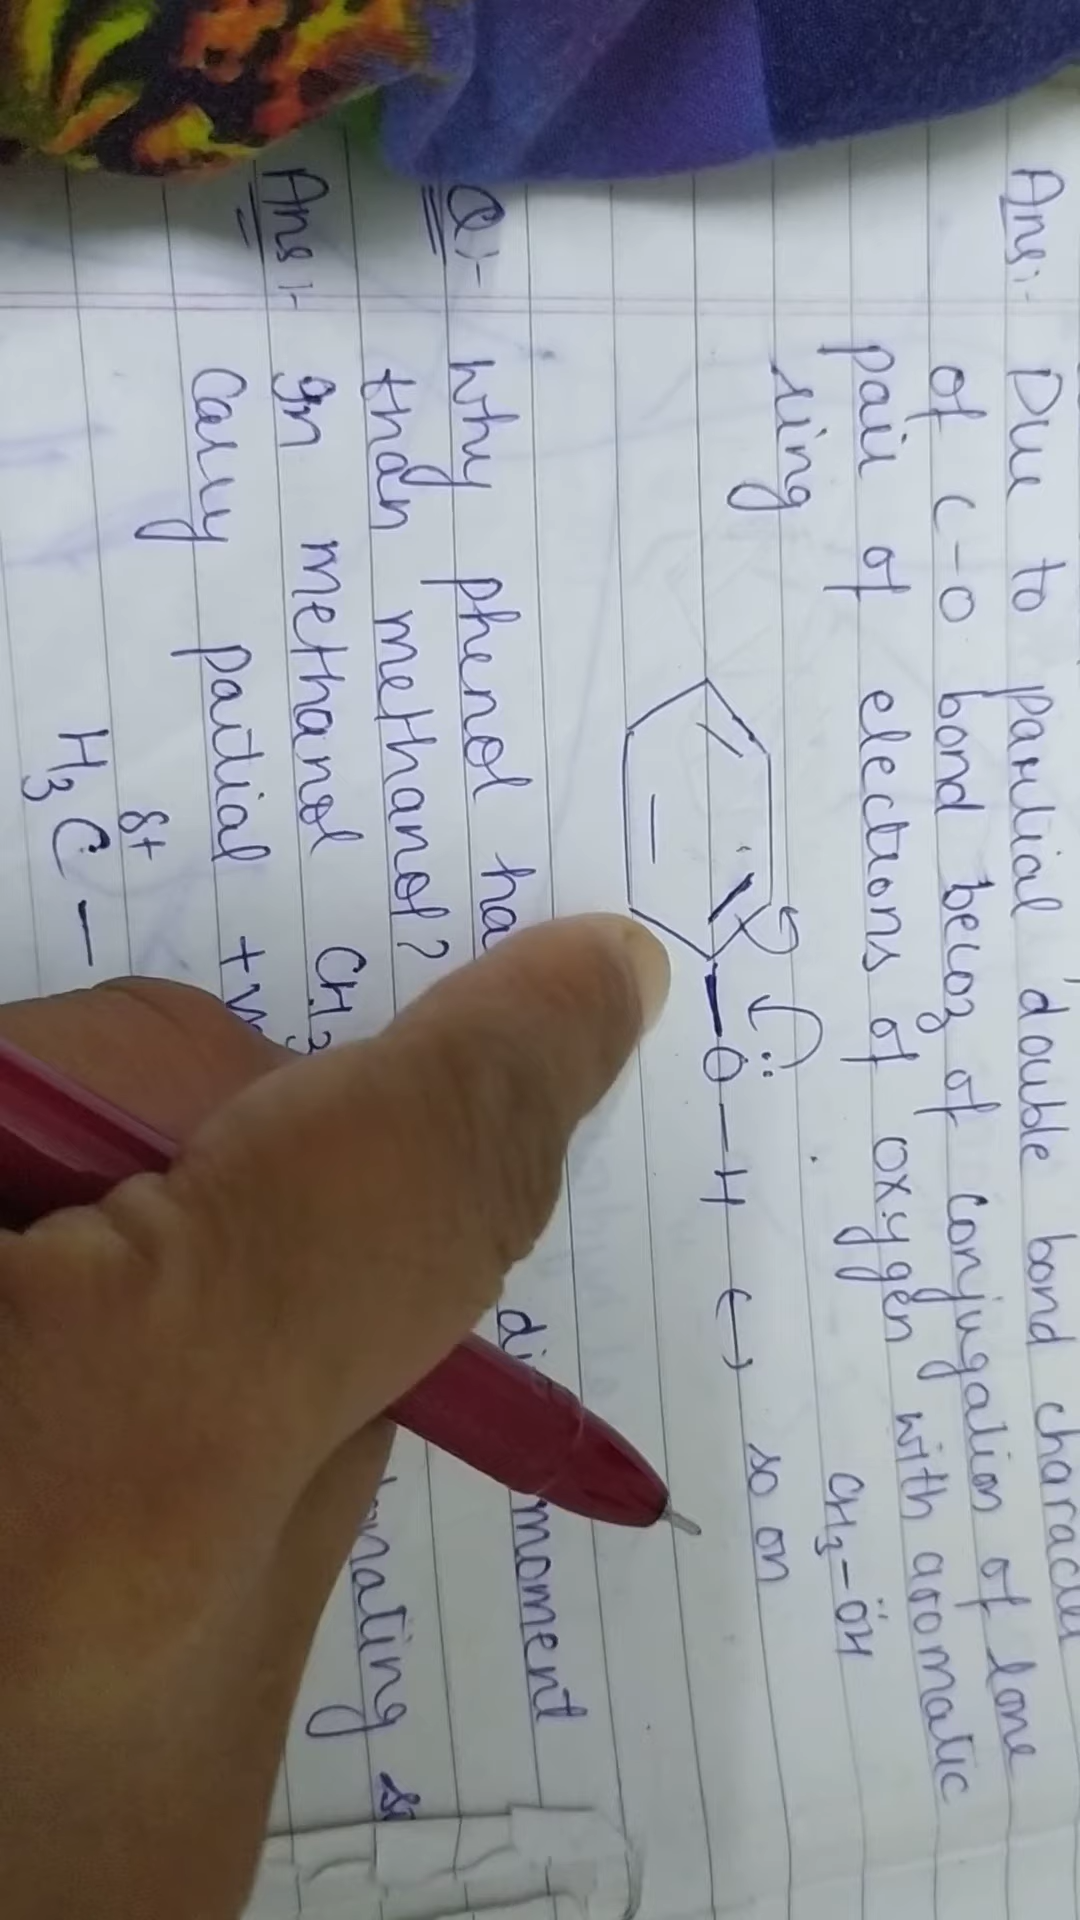 Ans:- Due to partial double bond character
of C-O bond becoz of conjugation of lone
pair of electrons of oxygen with aromatic
ring
CH3-ÖH
Ö-H ↔ so on
Q:- Why phenol ha moment
than methanol?
Ans:- In methanol CH3 nating
carry partial +v
δ+
H3C-